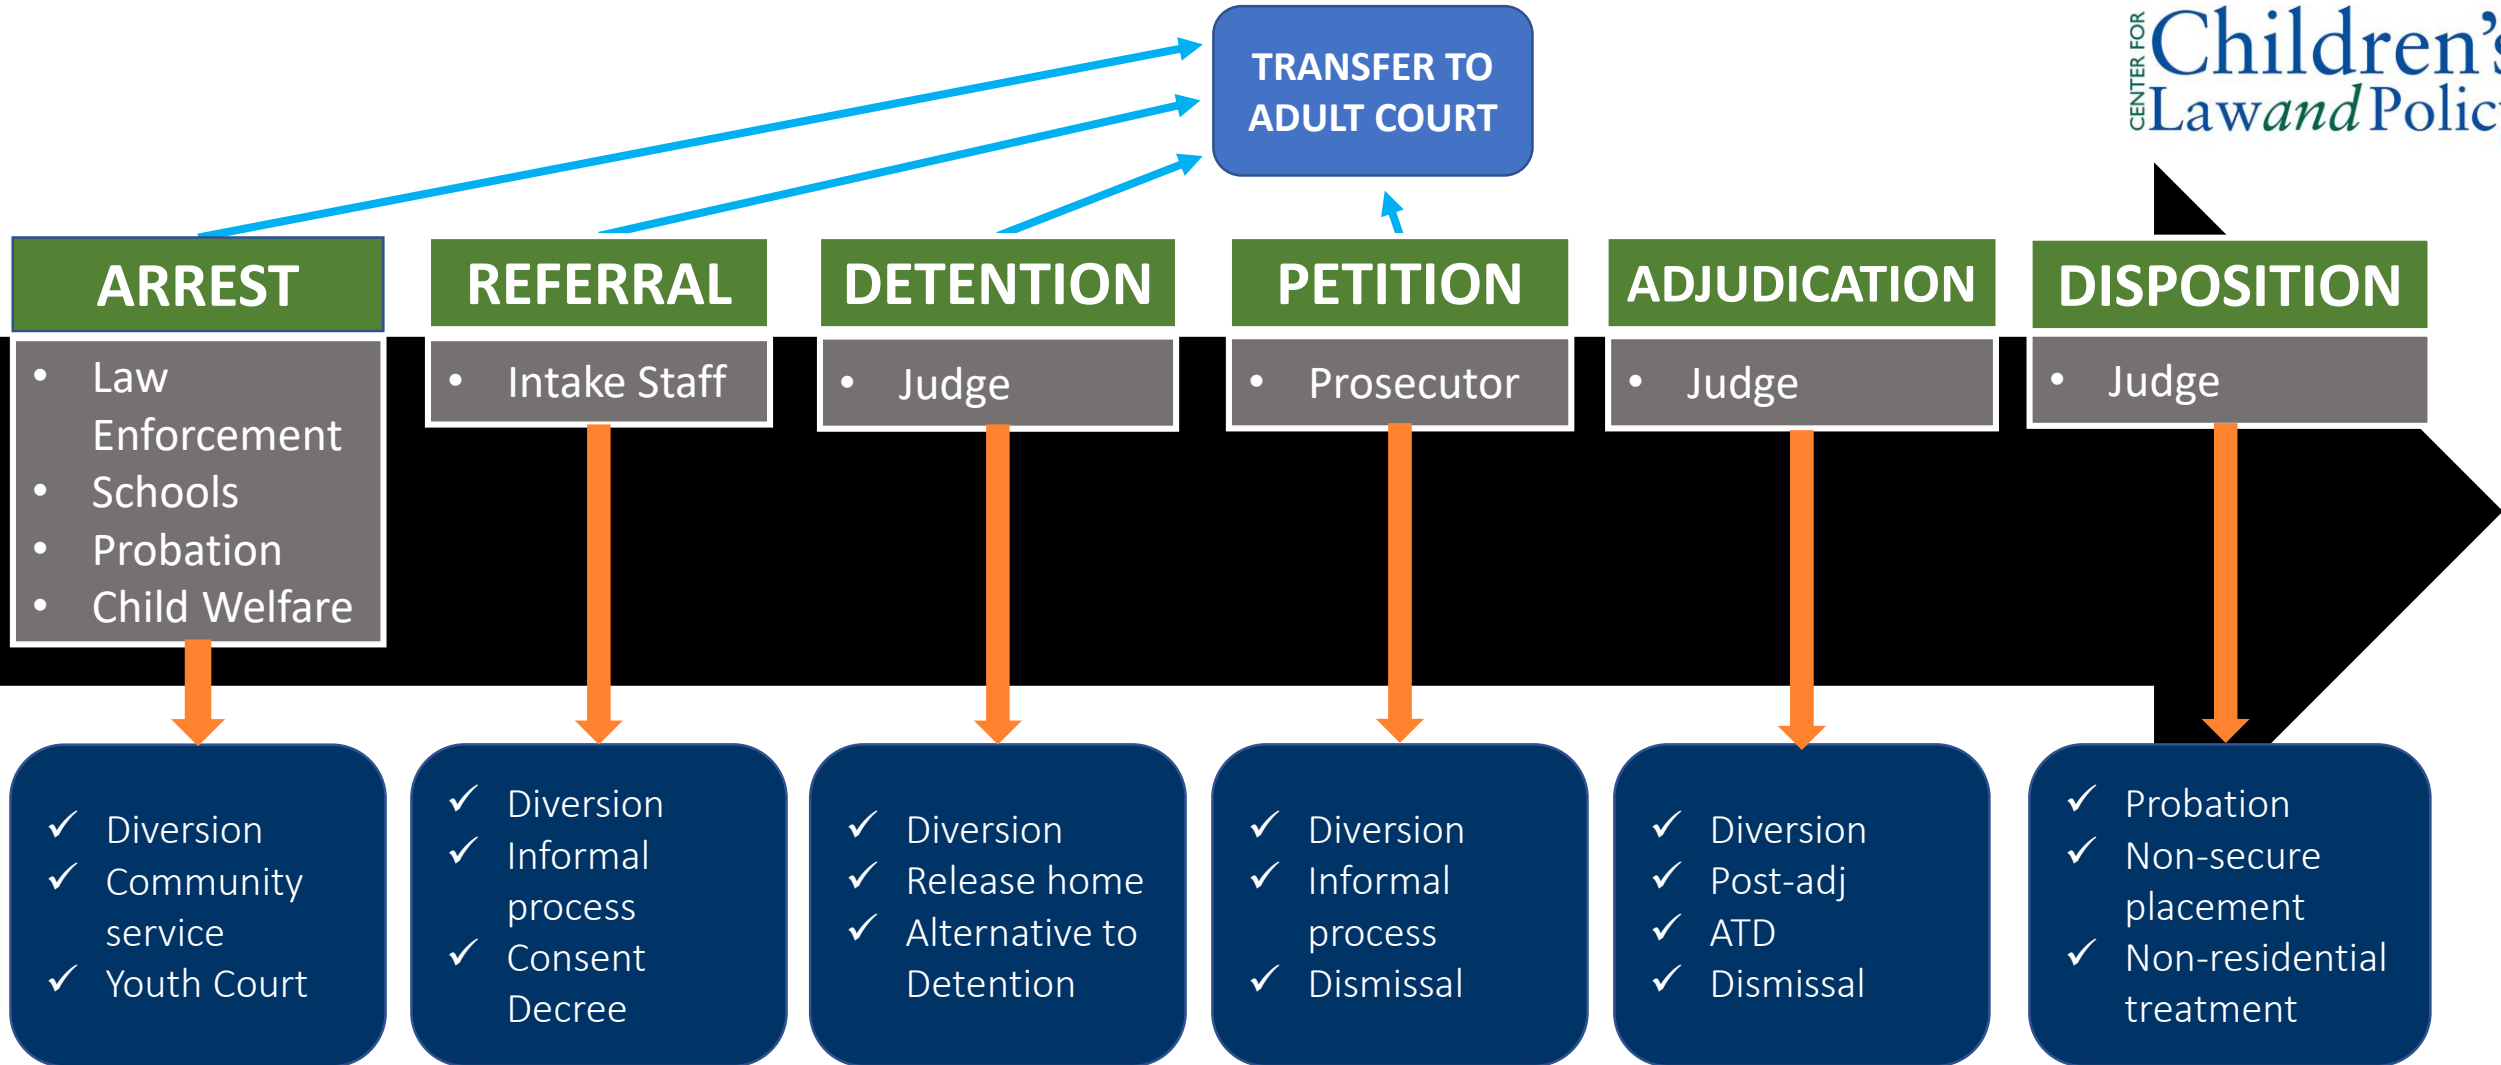 CENTER FOR
Children's
Law and Policy
TRANSFER TO
ADULT COURT
ARREST
REFERRAL
DETENTION
PETITION
ADJUDICATION
DISPOSITION
• Law
Enforcement
• Schools
• Probation
• Child Welfare
• Intake Staff
• Judge
• Prosecutor
• Judge
• Judge
✓ Diversion
✓ Community
service
✓ Youth Court
✓ Diversion
✓ Informal
process
✓ Consent
Decree
✓ Diversion
✓ Release home
✓ Alternative to
Detention
✓ Diversion
✓ Informal
process
✓ Dismissal
✓ Diversion
✓ Post-adj
✓ ATD
✓ Dismissal
✓ Probation
✓ Non-secure
placement
✓ Non-residential
treatment